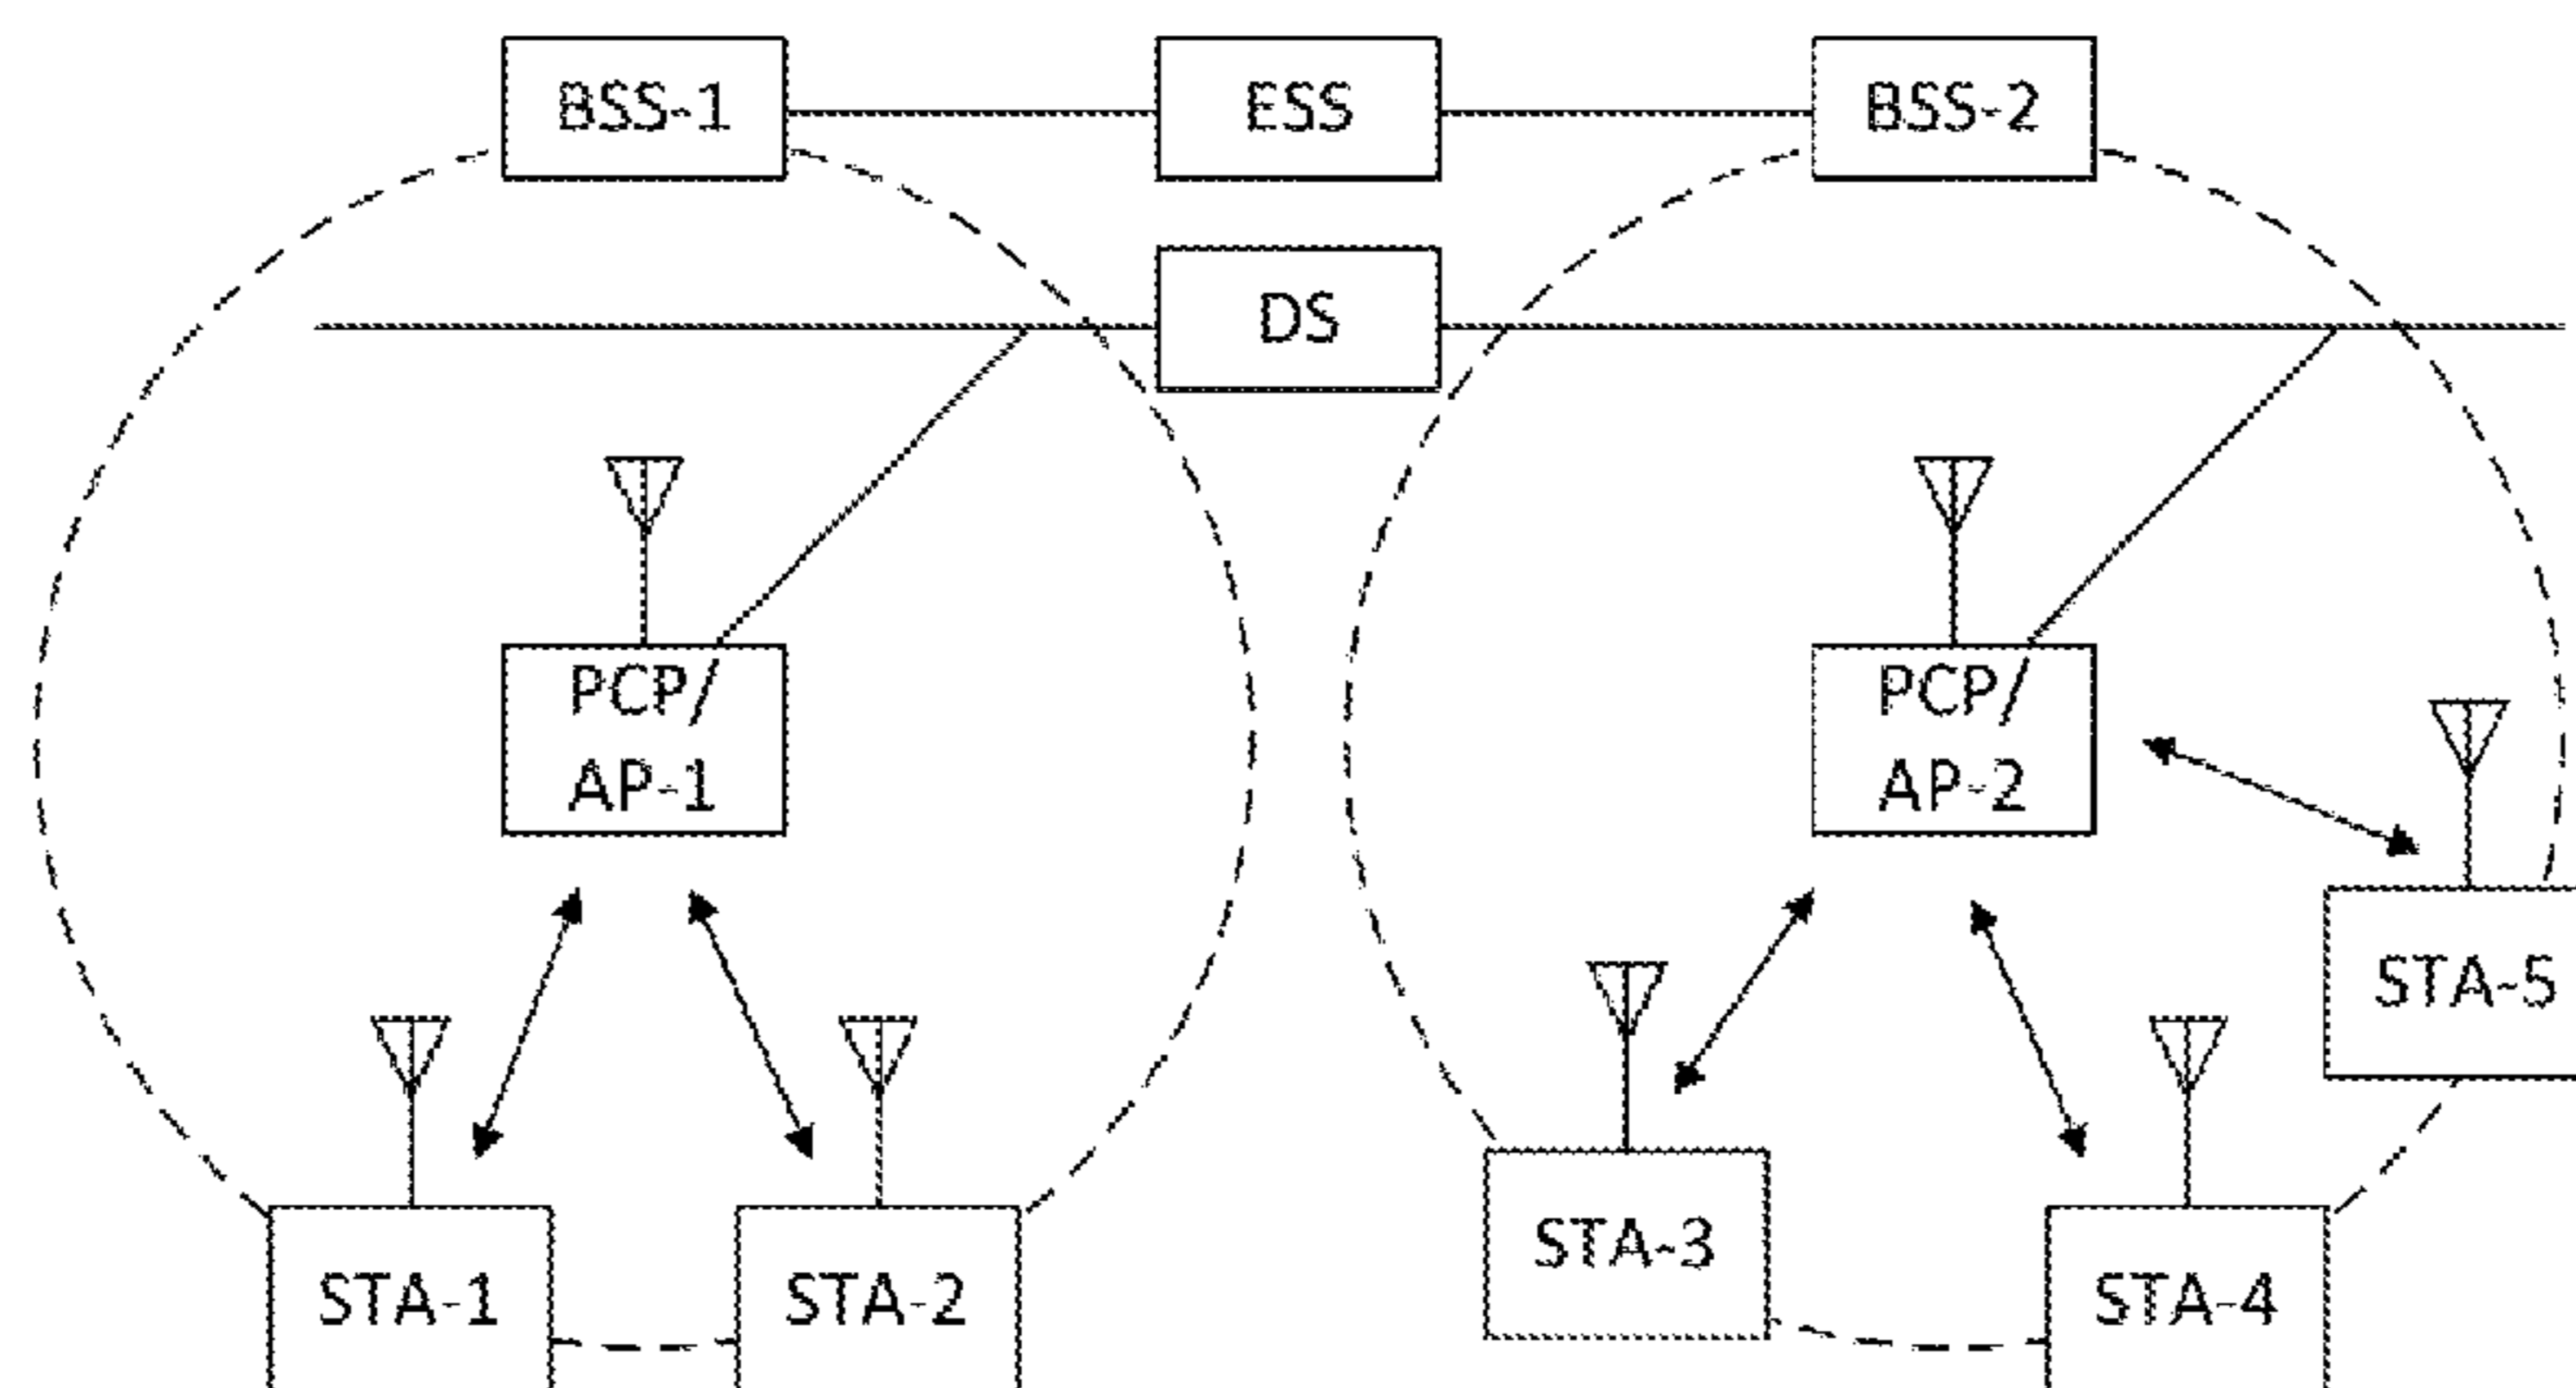 BSS-1
ESS
BSS-2
DS
PCP/
AP-1
PCP/
AP-2
STA-5
STA-3
STA-1
STA-2
STA-4